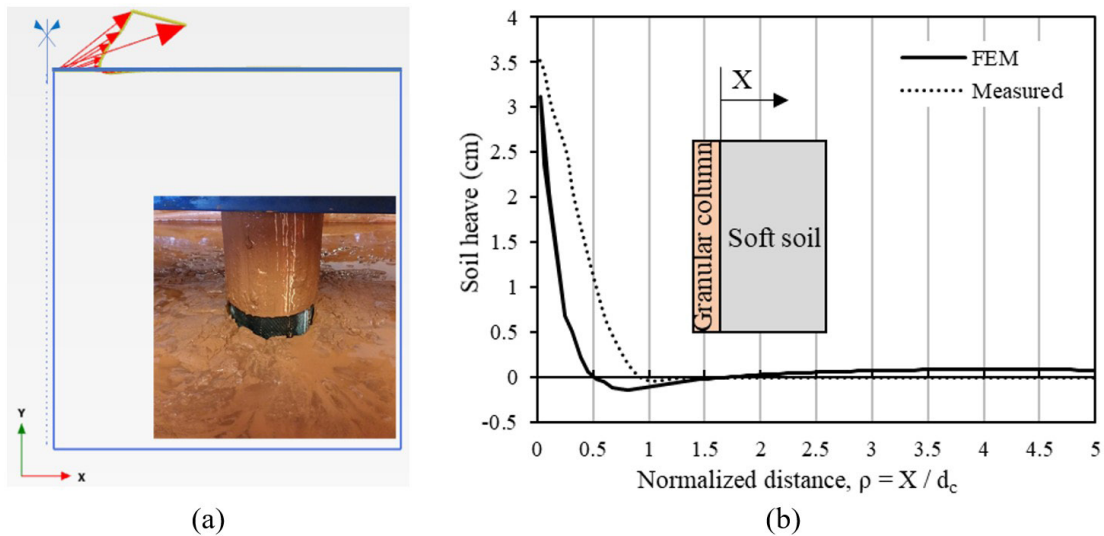 Y
X
(a)
4
3.5
3
2.5
2
1.5
1
0.5
0
-0.5
Soil heave (cm)
FEM
Measured
X
Granular column
Soft soil
0 0.5 1 1.5 2 2.5 3 3.5 4 4.5 5
Normalized distance, ρ = X / dc
(b)